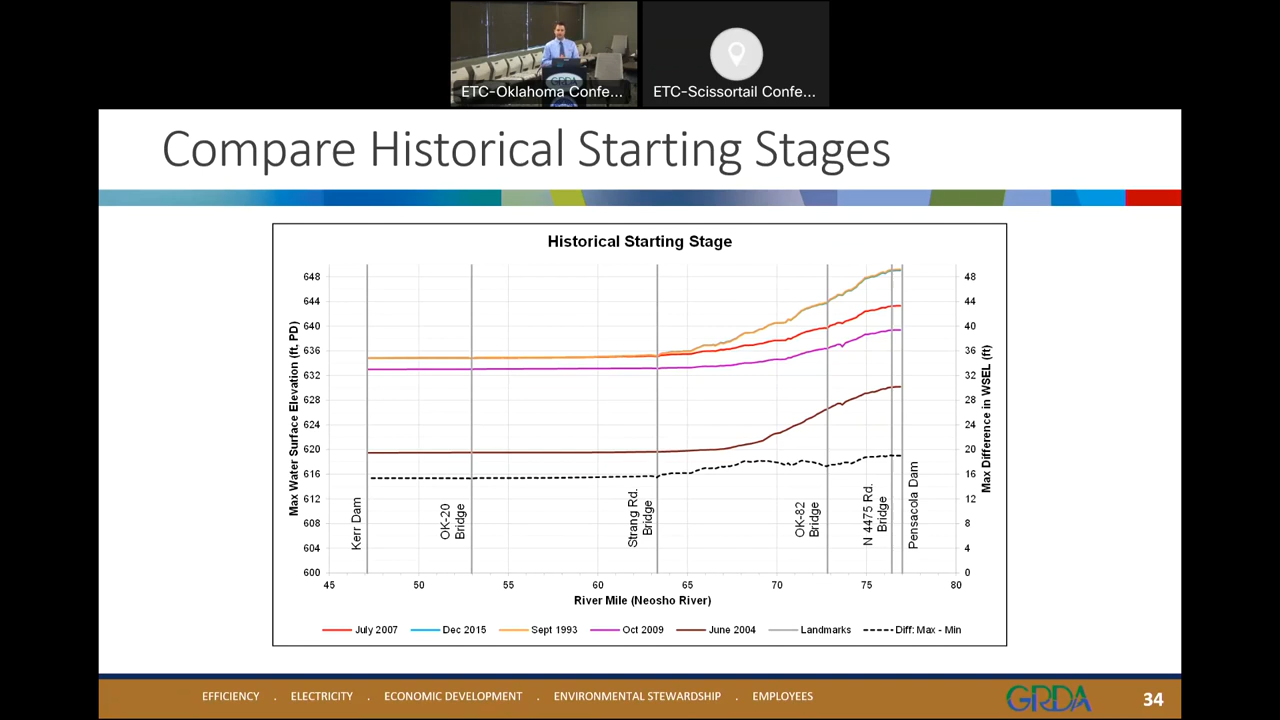 ETC-Oklahoma Confe...
ETC-Scissortail Confe...
GRDA
Compare Historical Starting Stages
Historical Starting Stage
Max Water Surface Elevation (ft, PD)
648
644
640
636
632
628
624
620
616
612
608
604
600
48
44
40
36
32
28
24
20
16
12
8
4
0
Max Difference in WSEL (ft)
Kerr Dam
OK-20
Bridge
Strang Rd.
Bridge
OK-82
Bridge
N 4475 Rd.
Bridge
Pensacola Dam
45 50 55 60 65 70 75 80
River Mile (Neosho River)
July 2007 Dec 2015 Sept 1993 Oct 2009 June 2004 Landmarks Diff: Max - Min
EFFICIENCY . ELECTRICITY . ECONOMIC DEVELOPMENT . ENVIRONMENTAL STEWARDSHIP . EMPLOYEES
GRDA
34